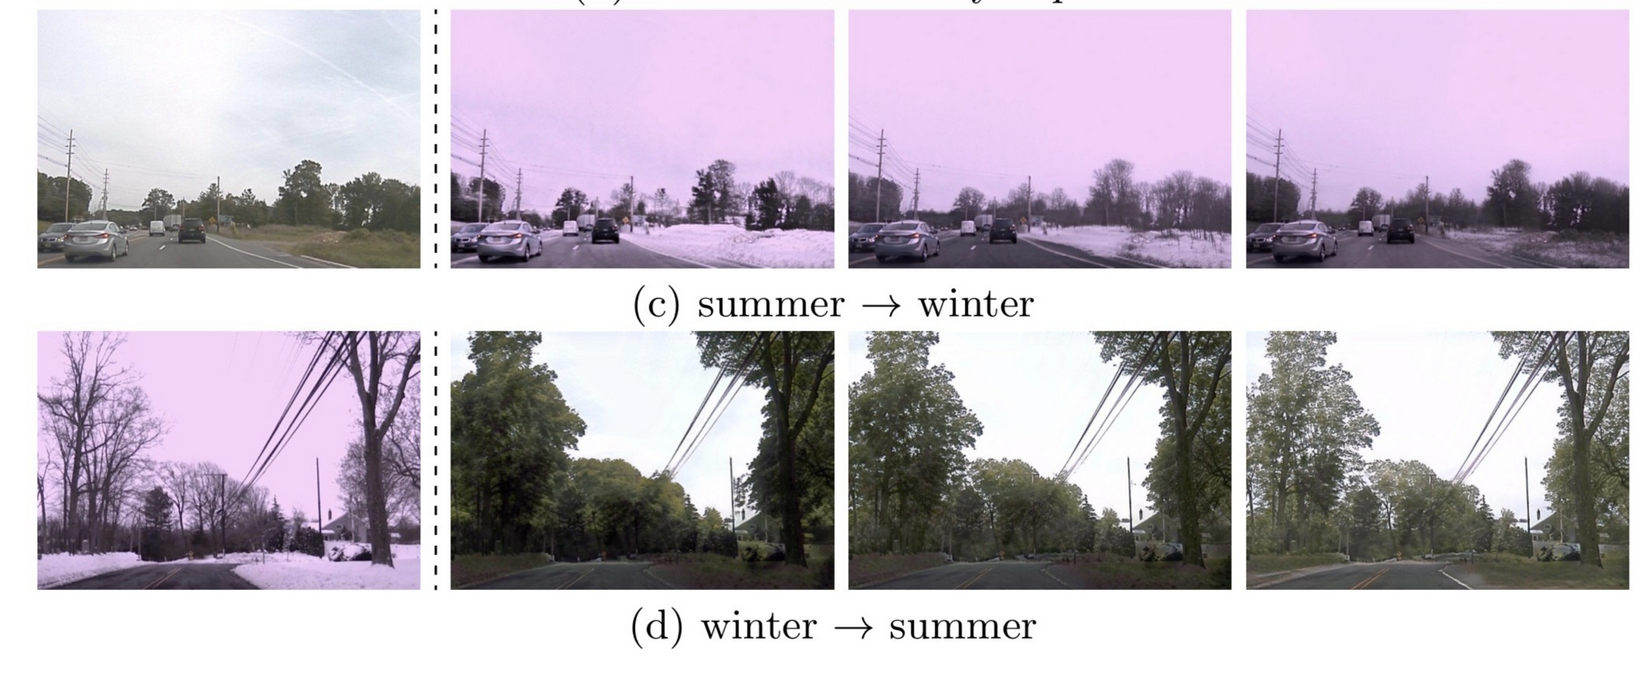 (c) summer → winter
(d) winter → summer